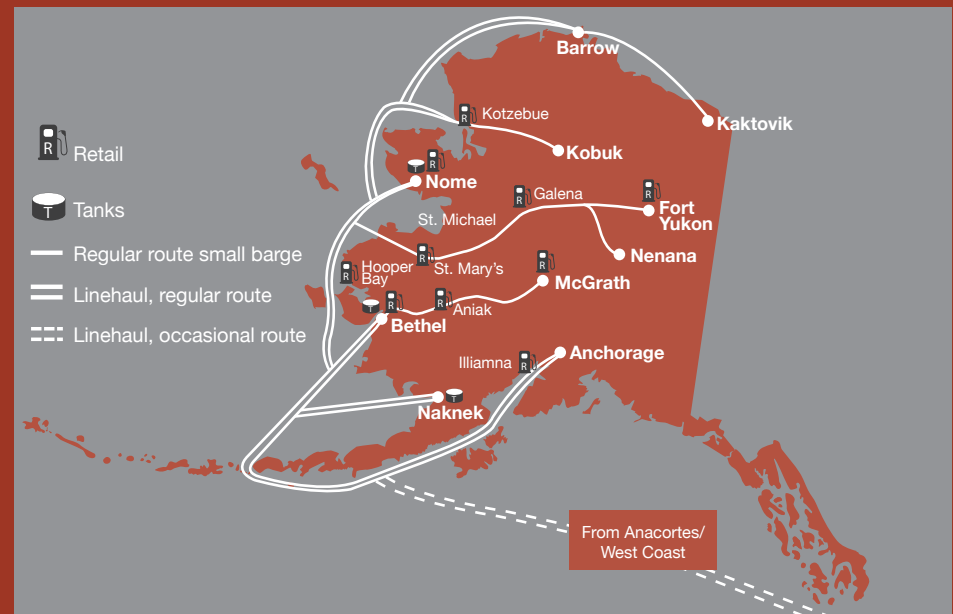 Barrow
Kotzebue
Kaktovik
R
Retail
Kobuk
R
R
Nome
T
T
Tanks
R
Galena
R
Fort
Yukon
St. Michael
Regular route small barge
R
St. Mary's
Nenana
R
Hooper
Bay
R
McGrath
Linehaul, regular route
T
R
Bethel
R
Aniak
Linehaul, occasional route
Illiamna
R
Anchorage
T
Naknek
From Anacortes/
West Coast